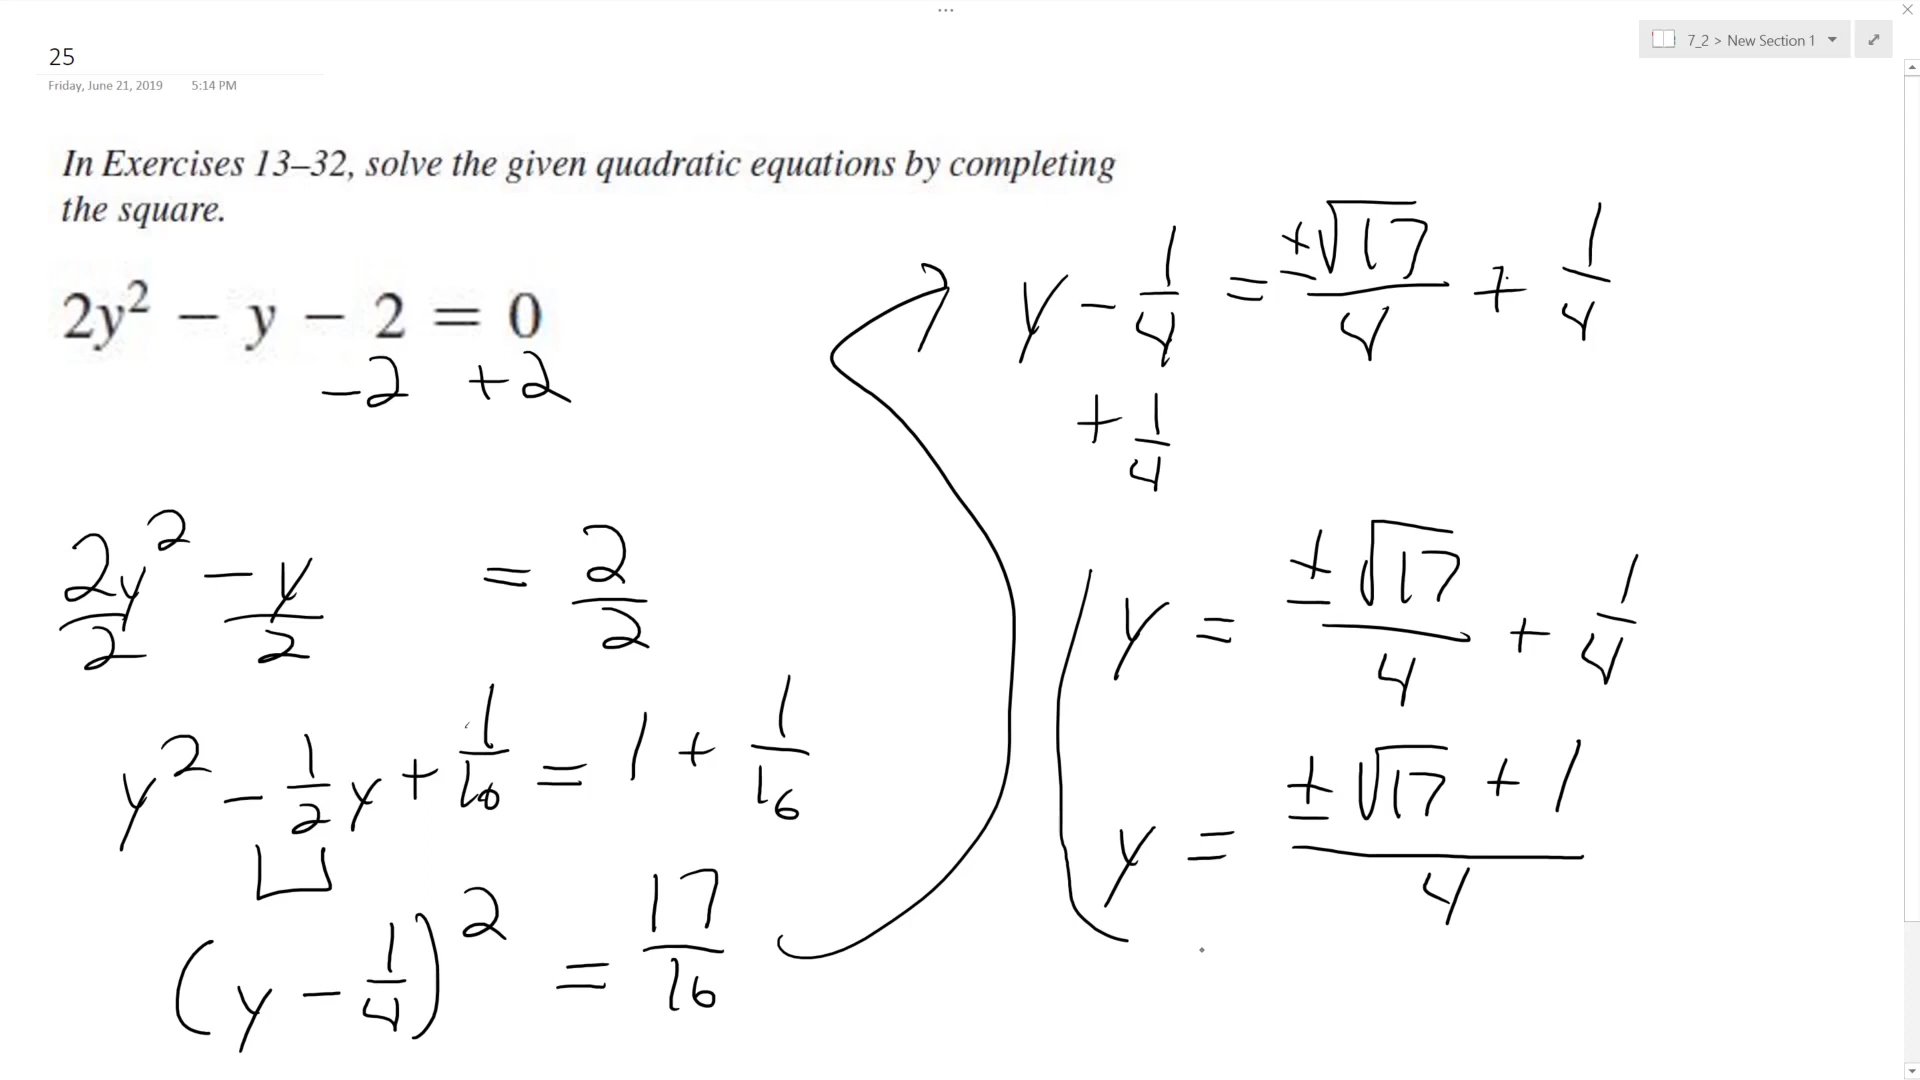 ...
7_2 > New Section 1
25
Friday, June 21, 2019 5:14 PM
In Exercises 13–32, solve the given quadratic equations by completing
the square.
2y² − y − 2 = 0
−2 +2
2y²/2 − y/2 = 2/2
y² − 1/2 y + 1/16 = 1 + 1/16
(y − 1/4)² = 17/16
y − 1/4 = ±√17/4 + 1/4
+ 1/4
y = ±√17/4 + 1/4
y = ±√17 + 1/4